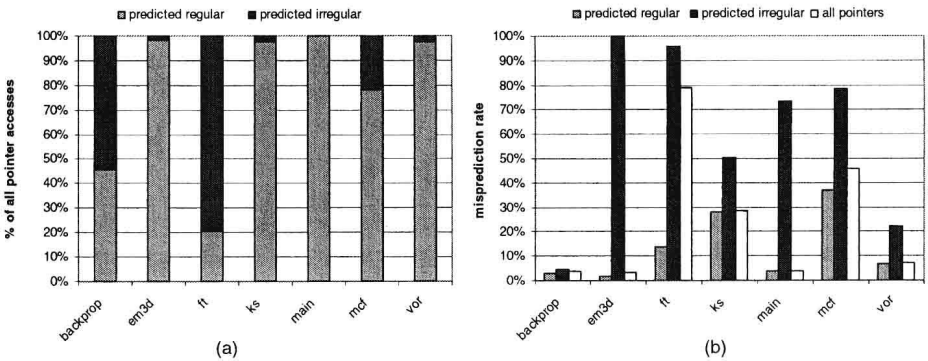 predicted regular predicted irregular
% of all pointer accesses
100%
90%
80%
70%
60%
50%
40%
30%
20%
10%
0%
backprop
em3d
ft
ks
main
mcf
vor
(a)
predicted regular predicted irregular all pointers
misprediction rate
100%
90%
80%
70%
60%
50%
40%
30%
20%
10%
0%
backprop
em3d
ft
ks
main
mcf
vor
(b)